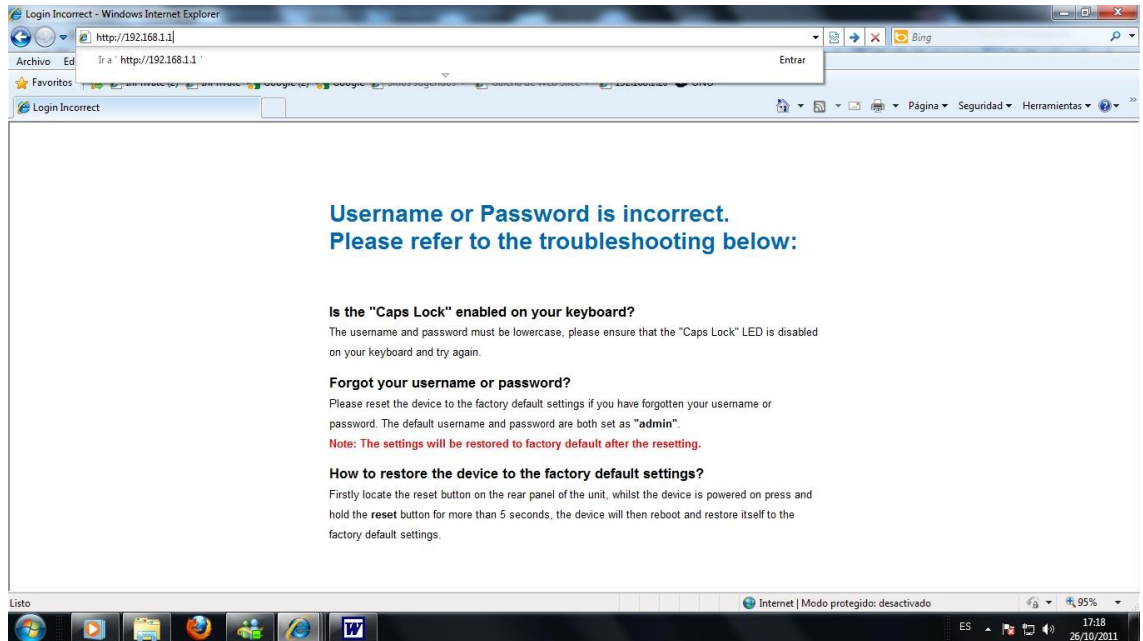 Login Incorrect - Windows Internet Explorer
http://192.168.1.1
Bing
Archivo Ed
Ir a ' http://192.168.1.1 '
Entrar
Favoritos
Login Incorrect
Página Seguridad Herramientas
Username or Password is incorrect.
Please refer to the troubleshooting below:
Is the "Caps Lock" enabled on your keyboard?
The username and password must be lowercase, please ensure that the "Caps Lock" LED is disabled
on your keyboard and try again.
Forgot your username or password?
Please reset the device to the factory default settings if you have forgotten your username or
password. The default username and password are both set as "admin".
Note: The settings will be restored to factory default after the resetting.
How to restore the device to the factory default settings?
Firstly locate the reset button on the rear panel of the unit, whilst the device is powered on press and
hold the reset button for more than 5 seconds, the device will then reboot and restore itself to the
factory default settings.
Listo
Internet | Modo protegido: desactivado
95%
ES
17:18
26/10/2011